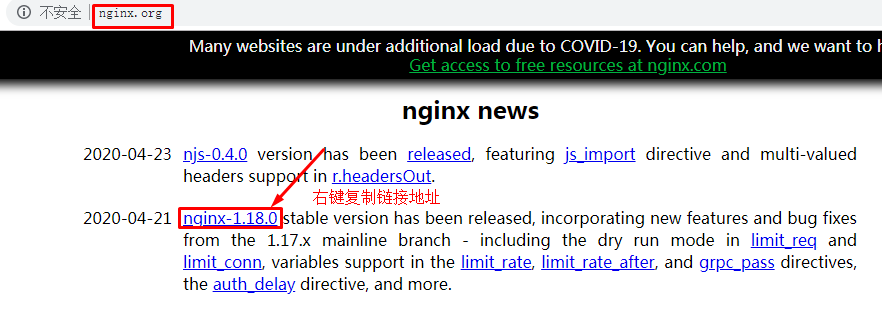 不安全 | nginx.org
Many websites are under additional load due to COVID-19. You can help, and we want to h
Get access to free resources at nginx.com
nginx news
2020-04-23 njs-0.4.0 version has been released, featuring js_import directive and multi-valued
headers support in r.headersOut.
右键复制链接地址
2020-04-21 nginx-1.18.0 stable version has been released, incorporating new features and bug fixes
from the 1.17.x mainline branch - including the dry run mode in limit_req and
limit_conn, variables support in the limit_rate, limit_rate_after, and grpc_pass directives,
the auth_delay directive, and more.